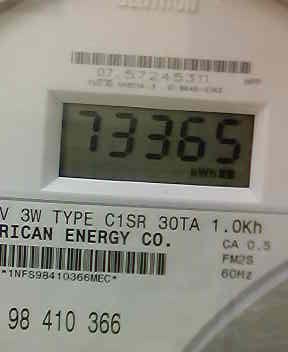 73365
kWh
V 3W TYPE C1SR 30TA 1.0Kh
RICAN ENERGY CO.
CA 0.5
FM2S
60Hz
*1NFS98410366MEC*
98 410 366